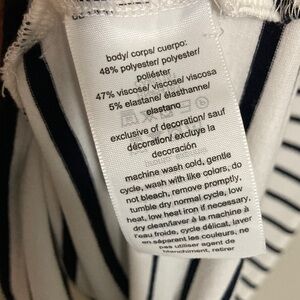 body/ corps/ cuerpo:
48% polyester/ polyester/
poliéster
47% viscose/ viscose/ viscosa
5% elastane/ élasthanne/
elastano
exclusive of decoration/ sauf
décoration/ excluye la
decoración
machine wash cold, gentle
cycle, wash with like colors, do
not bleach, remove promptly,
tumble dry normal cycle, low
heat, low heat iron if necessary,
dry clean/laver à la machine à
l'eau froide, cycle délicat, laver
en séparant les couleurs, ne
pas utiliser agent de
blanchiment, retirer